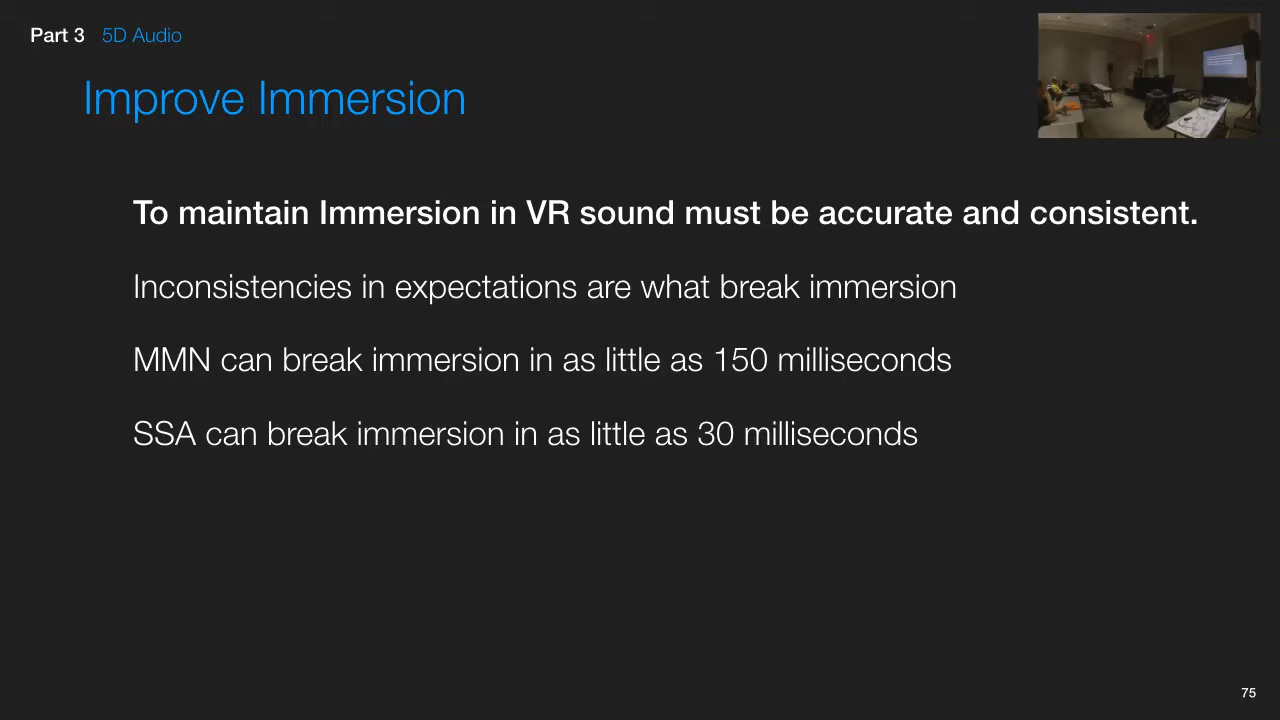 Part 3 5D Audio
Improve Immersion
To maintain Immersion in VR sound must be accurate and consistent.
Inconsistencies in expectations are what break immersion
MMN can break immersion in as little as 150 milliseconds
SSA can break immersion in as little as 30 milliseconds
75